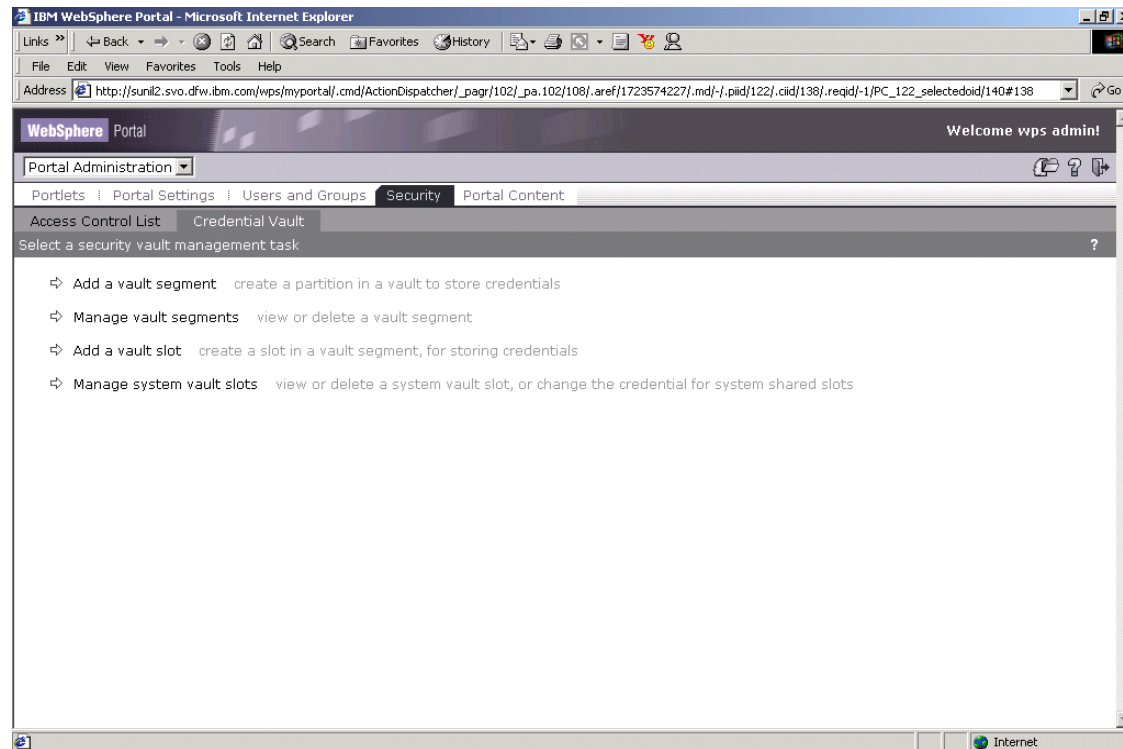 IBM WebSphere Portal - Microsoft Internet Explorer
Links » Back Search Favorites History
File Edit View Favorites Tools Help
Address http://sunil2.svo.dfw.ibm.com/wps/myportal/.cmd/ActionDispatcher/_pagr/102/_pa.102/108/.aref/1723574227/.md/-/.piid/122/.ciid/138/.reqid/-1/PC_122_selectedoid/140#138 Go
WebSphere Portal Welcome wps admin!
Portal Administration ?
Portlets Portal Settings Users and Groups Security Portal Content
Access Control List Credential Vault
Select a security vault management task ?
Add a vault segment create a partition in a vault to store credentials
Manage vault segments view or delete a vault segment
Add a vault slot create a slot in a vault segment, for storing credentials
Manage system vault slots view or delete a system vault slot, or change the credential for system shared slots
Internet